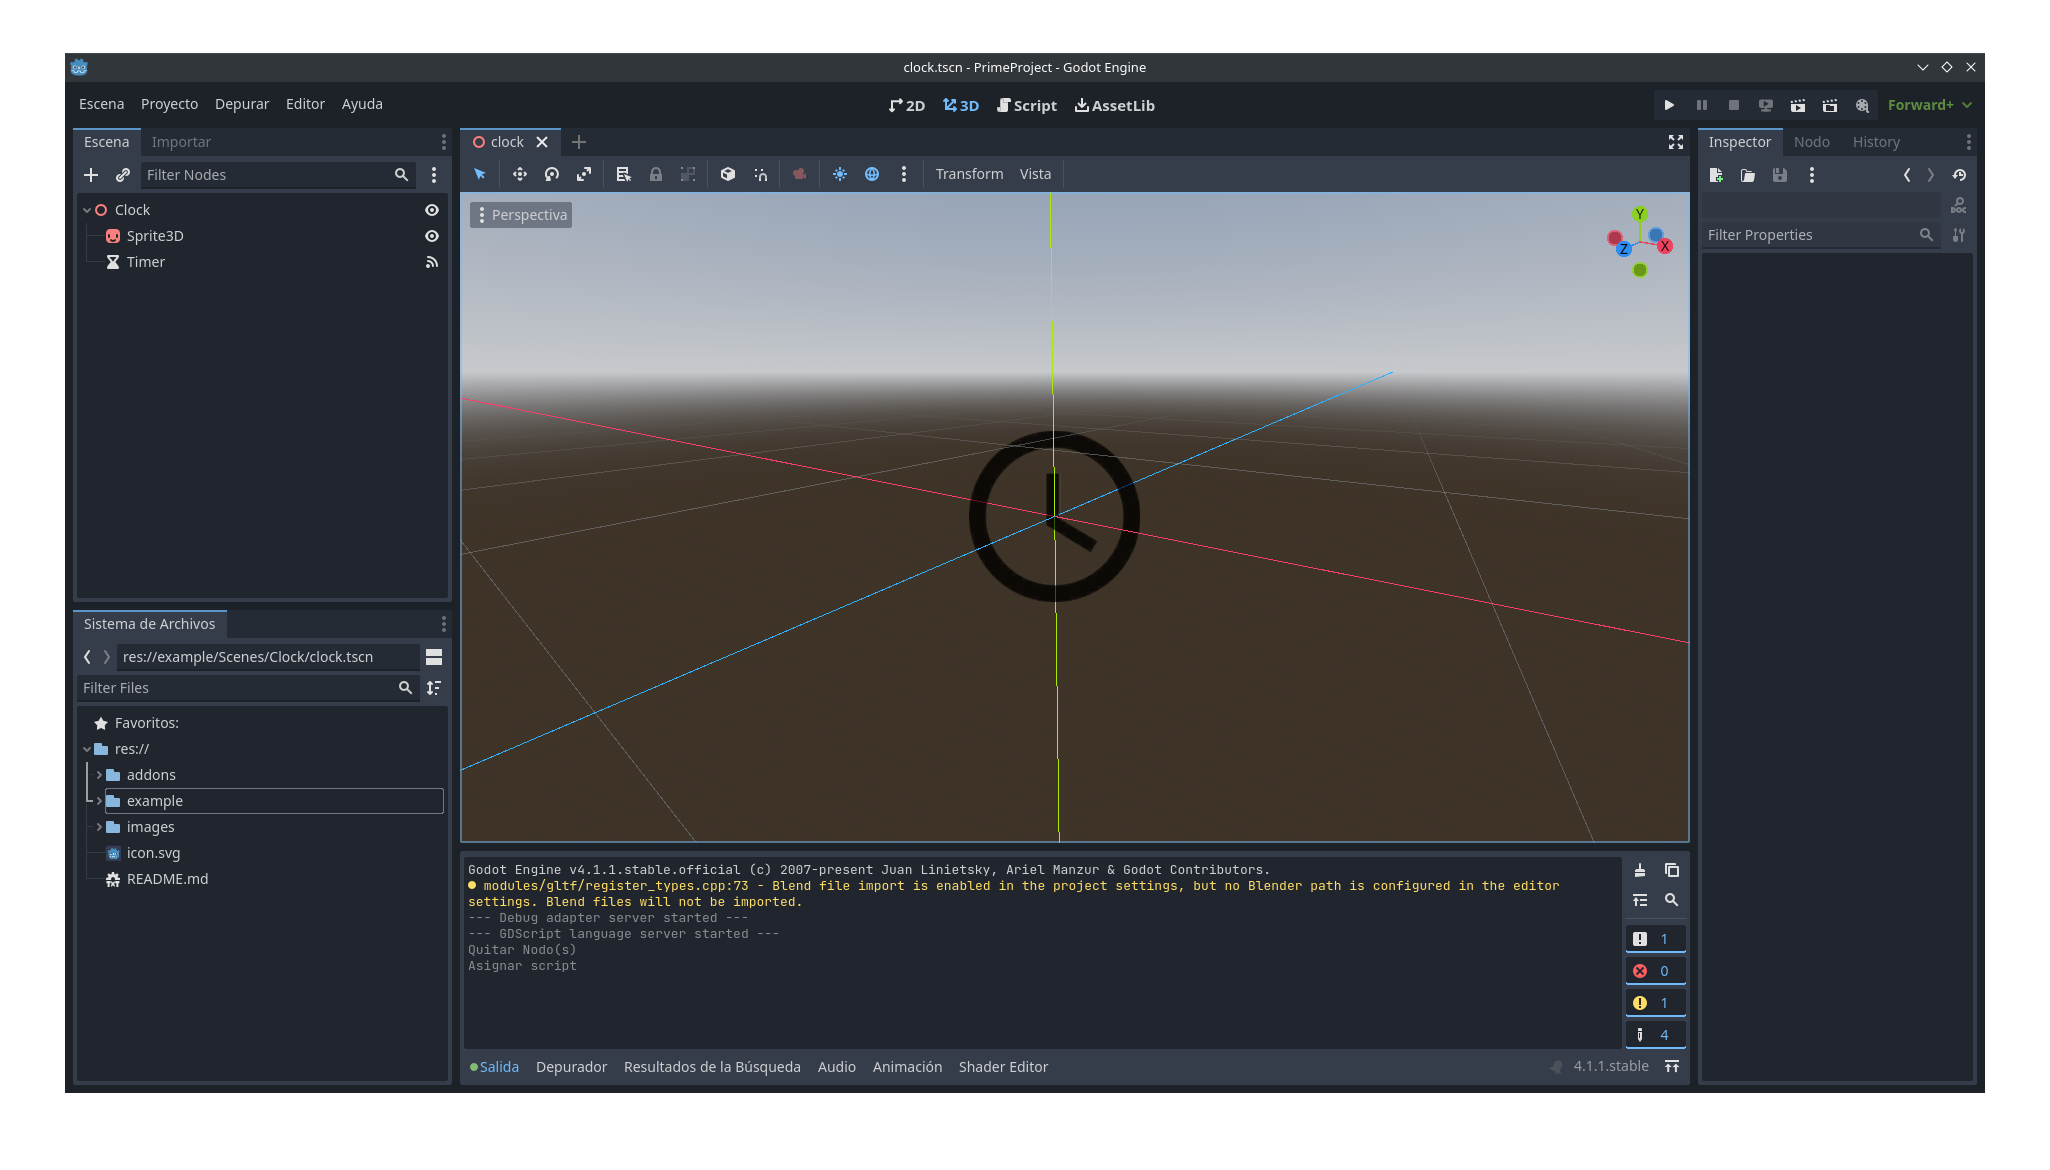 clock.tscn - PrimeProject - Godot Engine
Escena Proyecto Depurar Editor Ayuda
2D 3D Script AssetLib
Forward+
Escena Importar
Filter Nodes
Clock
Sprite3D
Timer
Sistema de Archivos
res://example/Scenes/Clock/clock.tscn
Filter Files
Favoritos:
res://
addons
example
images
icon.svg
README.md
clock
Transform Vista
Perspectiva
Y
Z X
Godot Engine v4.1.1.stable.official (c) 2007-present Juan Linietsky, Ariel Manzur & Godot Contributors.
modules/gltf/register_types.cpp:73 - Blend file import is enabled in the project settings, but no Blender path is configured in the editor
settings. Blend files will not be imported.
--- Debug adapter server started ---
--- GDScript language server started ---
Quitar Nodo(s)
Asignar script
1
0
1
4
Salida Depurador Resultados de la Búsqueda Audio Animación Shader Editor
4.1.1.stable
Inspector Nodo History
DOC
Filter Properties